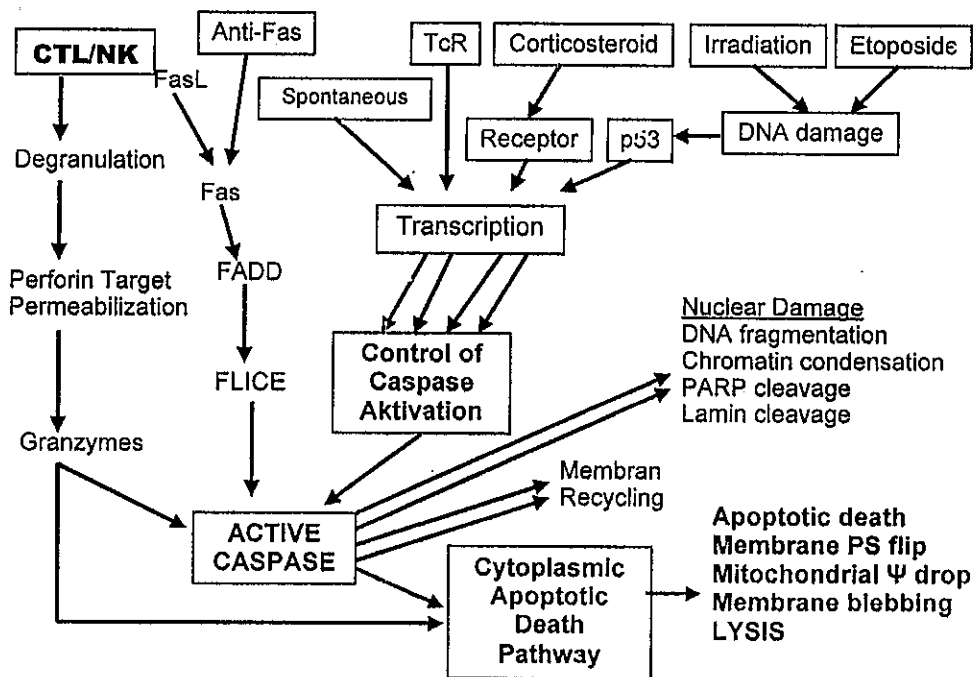 CTL/NK
Anti-Fas
TcR
Corticosteroid
Irradiation
Etoposide
FasL
Spontaneous
Degranulation
Receptor
p53
DNA damage
Fas
Transcription
Perforin Target
Permeabilization
FADD
Nuclear Damage
DNA fragmentation
Chromatin condensation
PARP cleavage
Lamin cleavage
Control of
Caspase
Aktivation
FLICE
Granzymes
Membran
Recycling
ACTIVE
CASPASE
Cytoplasmic
Apoptotic
Death
Pathway
Apoptotic death
Membrane PS flip
Mitochondrial Ψ drop
Membrane blebbing
LYSIS